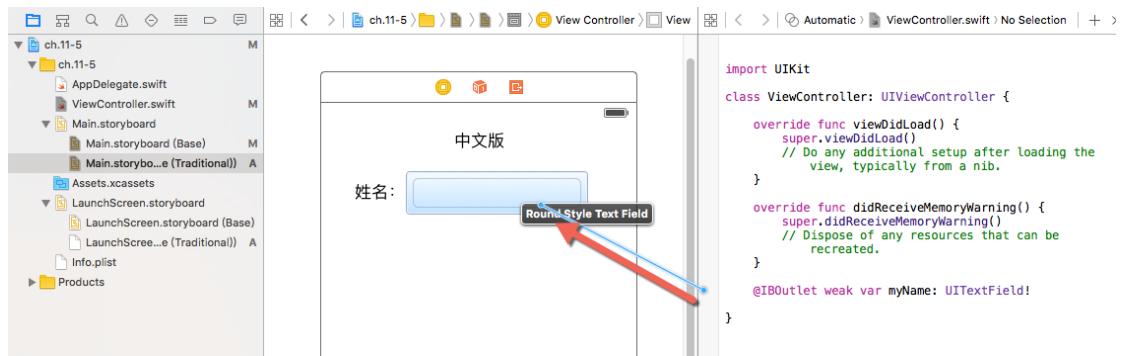 ch.11-5
View Controller
View
Automatic
ViewController.swift
No Selection
ch.11-5 M
ch.11-5
AppDelegate.swift
ViewController.swift M
Main.storyboard
Main.storyboard (Base) M
Main.storybo...e (Traditional)) A
Assets.xcassets
LaunchScreen.storyboard
LaunchScreen.storyboard (Base)
LaunchScree...e (Traditional)) A
Info.plist
Products
中文版
姓名:
Round Style Text Field
import UIKit
class ViewController: UIViewController {
override func viewDidLoad() {
super.viewDidLoad()
// Do any additional setup after loading the
view, typically from a nib.
}
override func didReceiveMemoryWarning() {
super.didReceiveMemoryWarning()
// Dispose of any resources that can be
recreated.
}
@IBOutlet weak var myName: UITextField!
}